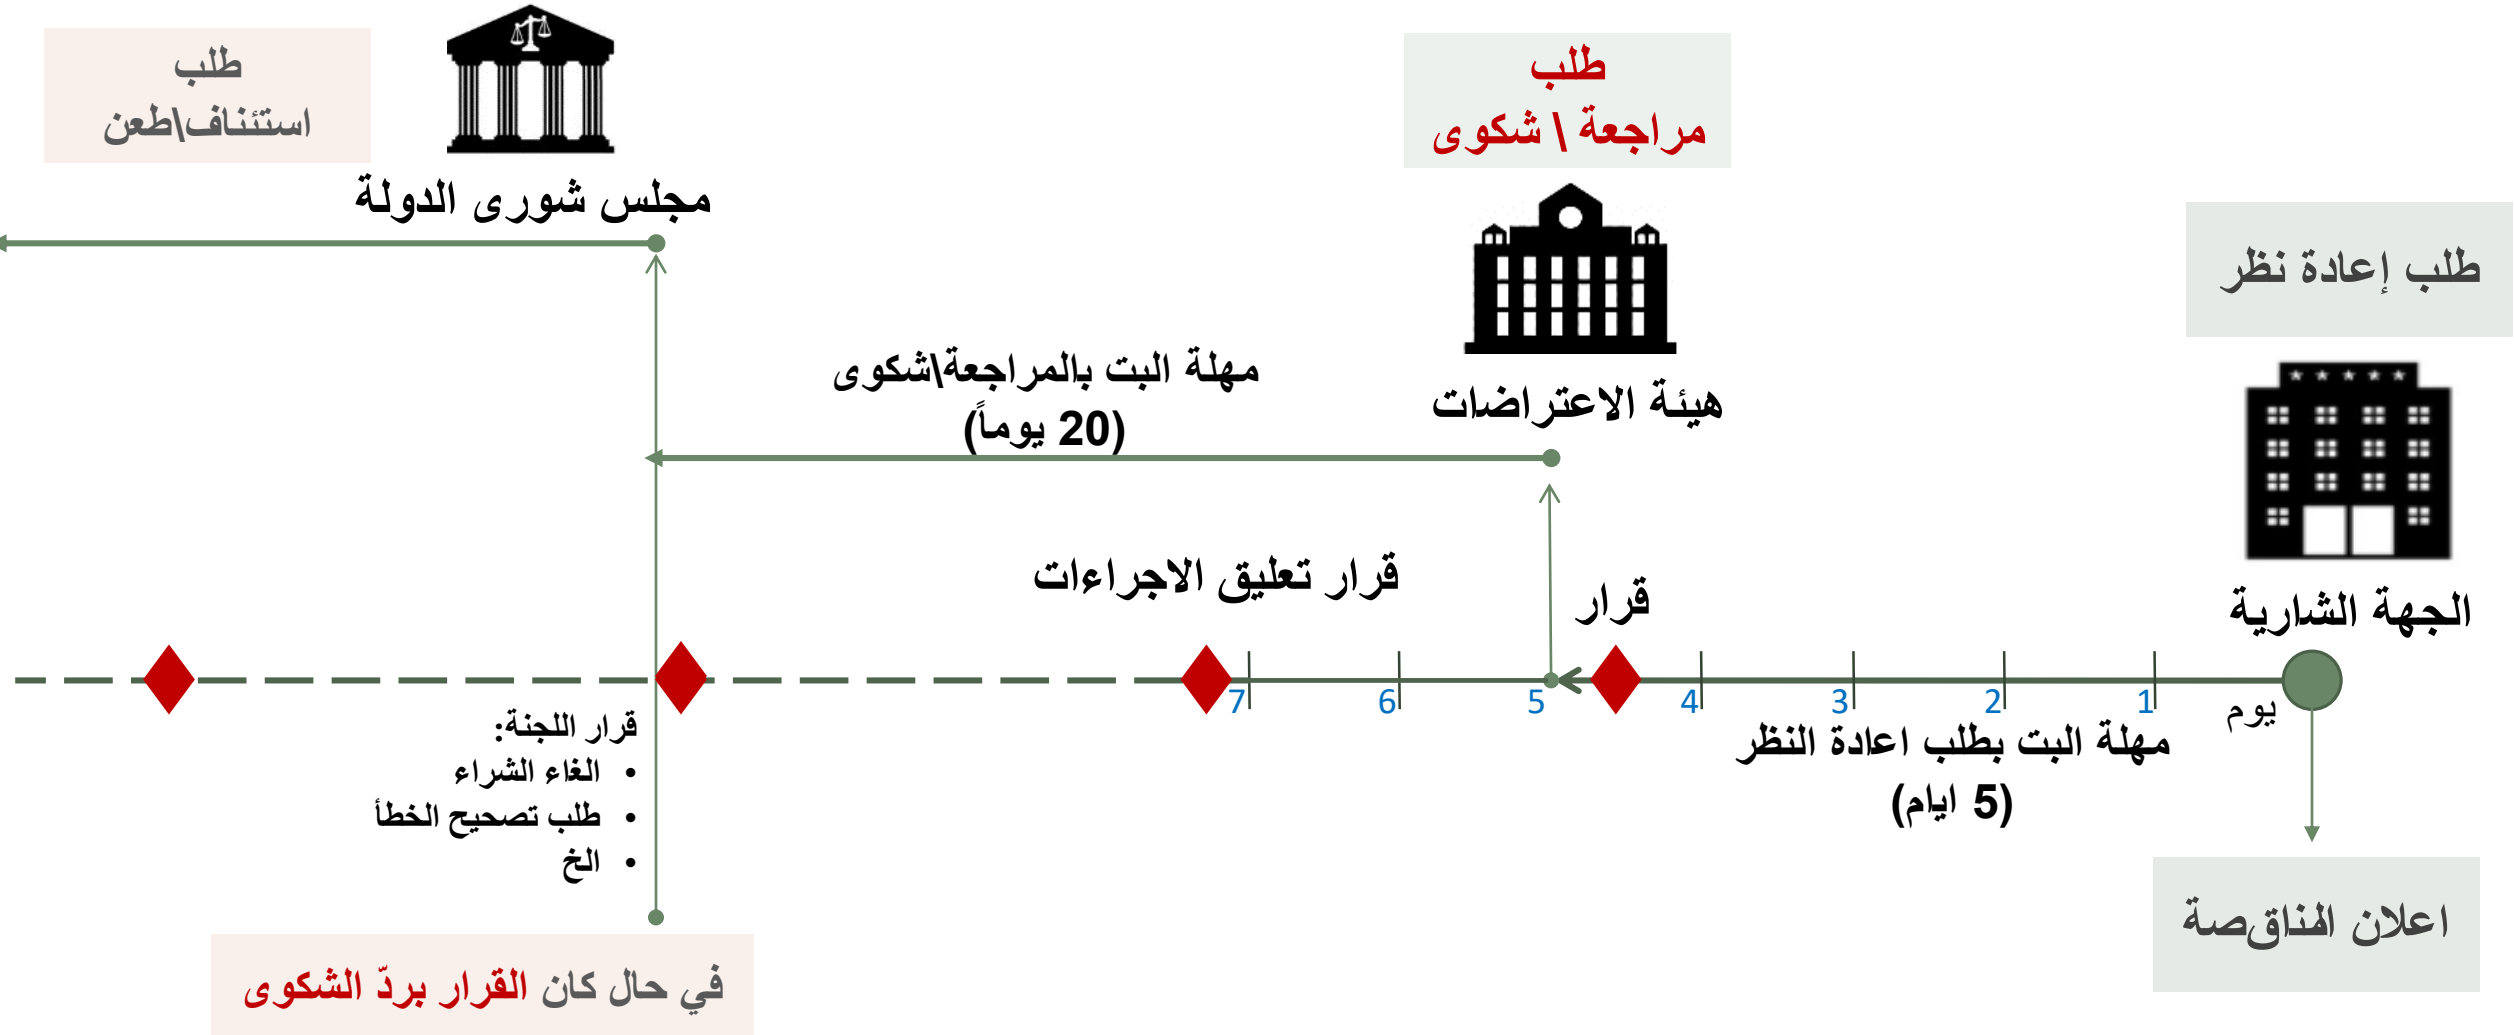 طلب إعادة نظر
الجهة الشارية
يوم
1
2
3
4
5
6
7
مهلة البت بطلب اعادة النظر
(5 ايام)
اعلان المناقصة
قرار
طلب
مراجعة \ شكوى
هيئة الاعتراضات
مهلة البت بالمراجعة\شكوى
(20 يوماً)
قرار تعليق الاجراءات
طلب
استئناف\طعن
مجلس شورى الدولة
قرار اللجنة:
• الغاء الشراء
• طلب تصحيح الخطأ
• الخ
في حال كان القرار بردّ الشكوى